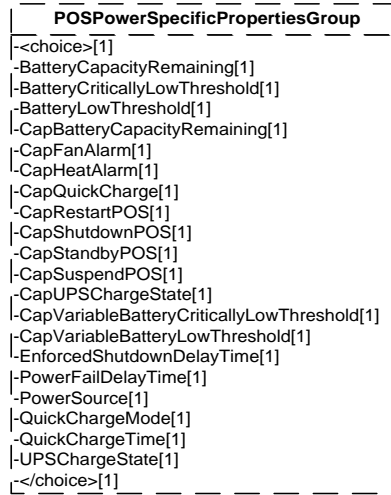 POSPowerSpecificPropertiesGroup
-<choice>[1]
-BatteryCapacityRemaining[1]
-BatteryCriticallyLowThreshold[1]
-BatteryLowThreshold[1]
-CapBatteryCapacityRemaining[1]
-CapFanAlarm[1]
-CapHeatAlarm[1]
-CapQuickCharge[1]
-CapRestartPOS[1]
-CapShutdownPOS[1]
-CapStandbyPOS[1]
-CapSuspendPOS[1]
-CapUPSChargeState[1]
-CapVariableBatteryCriticallyLowThreshold[1]
-CapVariableBatteryLowThreshold[1]
-EnforcedShutdownDelayTime[1]
-PowerFailDelayTime[1]
-PowerSource[1]
-QuickChargeMode[1]
-QuickChargeTime[1]
-UPSChargeState[1]
-</choice>[1]